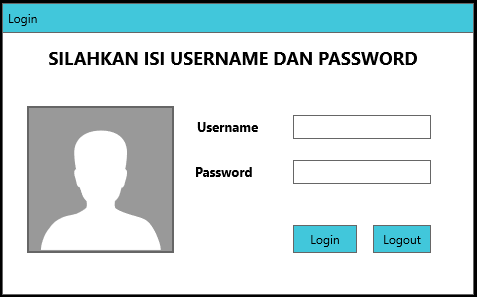 Login
SILAHKAN ISI USERNAME DAN PASSWORD
Username
Password
Login Logout